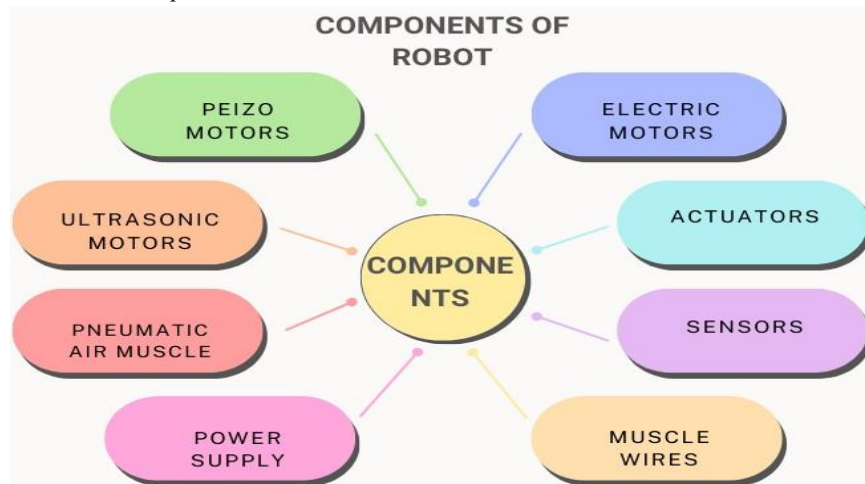 COMPONENTS OF
ROBOT
PEIZO
MOTORS
ELECTRIC
MOTORS
ULTRASONIC
MOTORS
ACTUATORS
COMPONE
NTS
PNEUMATIC
AIR MUSCLE
SENSORS
POWER
SUPPLY
MUSCLE
WIRES